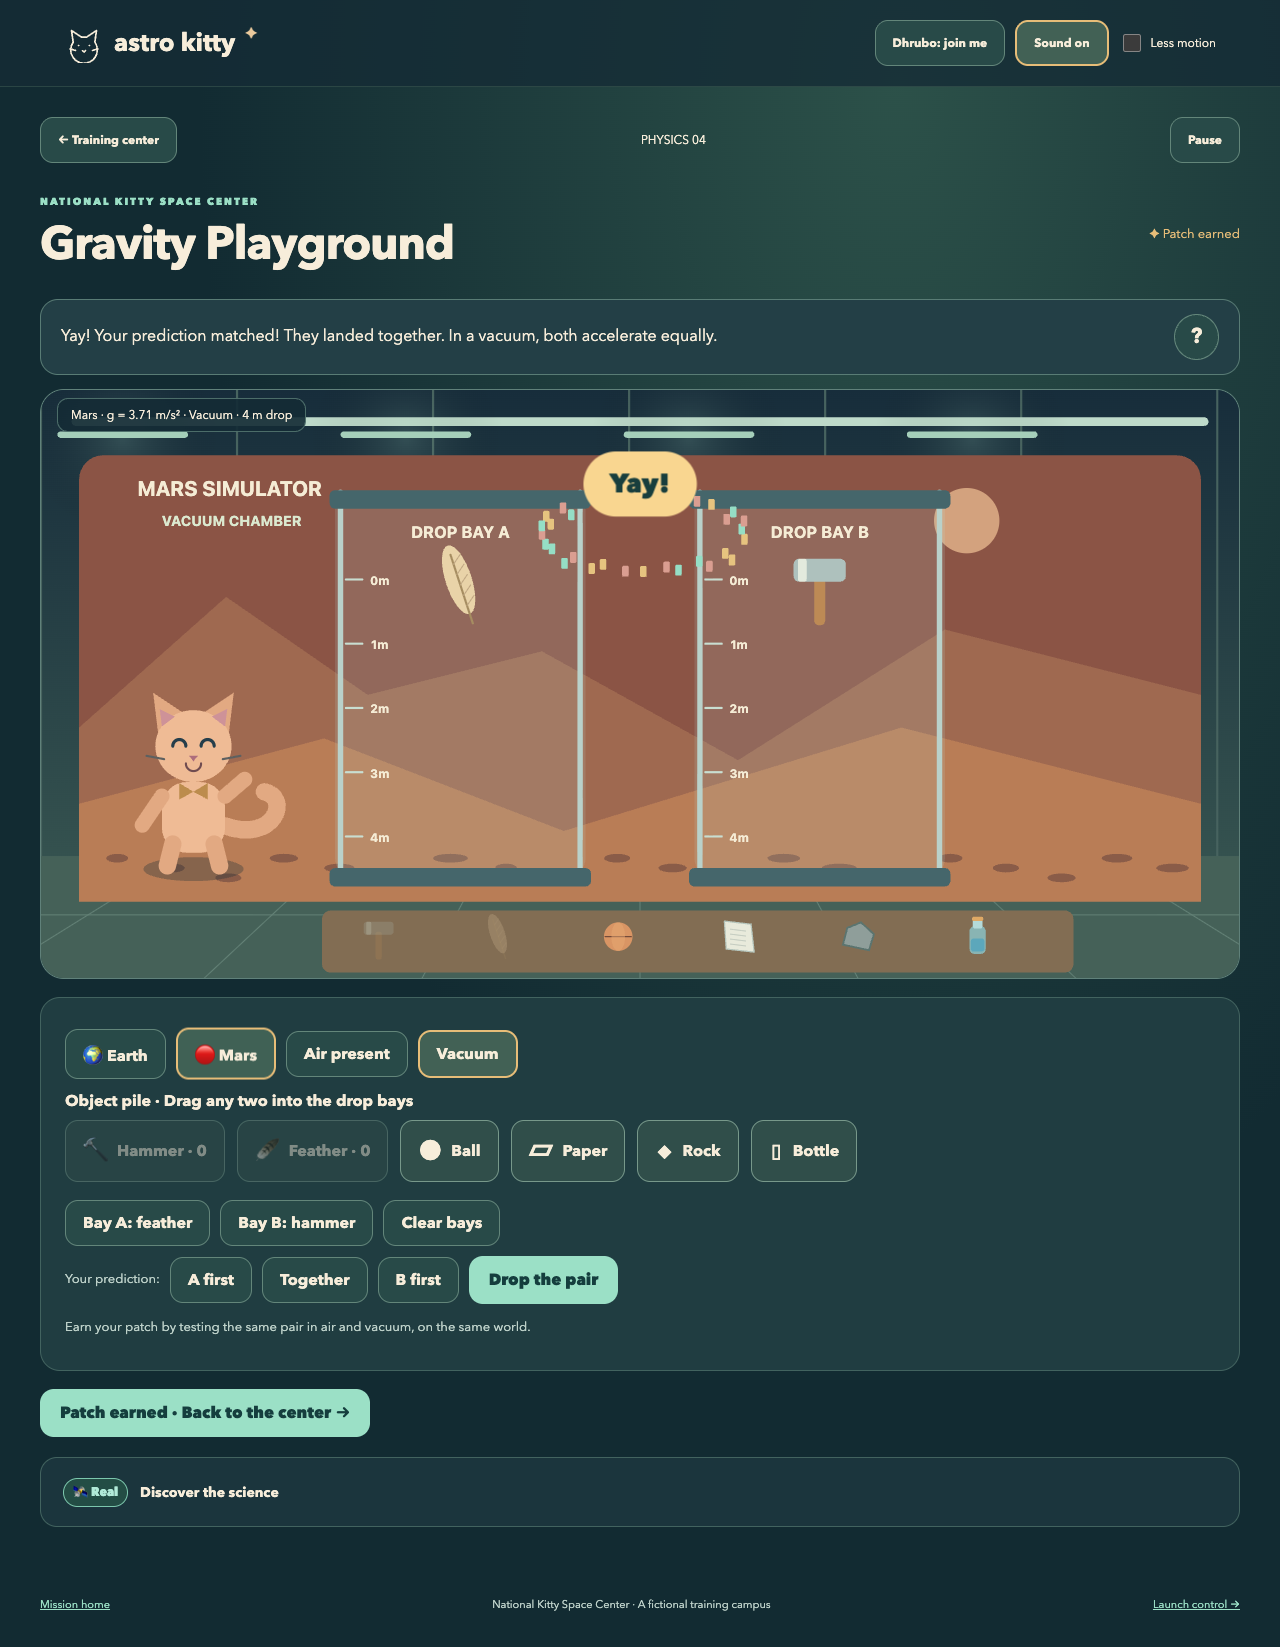 astro kitty
Dhrubo: join me
Sound on
Less motion
← Training center
PHYSICS 04
Pause
NATIONAL KITTY SPACE CENTER
Gravity Playground
✦ Patch earned
Yay! Your prediction matched! They landed together. In a vacuum, both accelerate equally.
?
Mars · g = 3.71 m/s² · Vacuum · 4 m drop
MARS SIMULATOR
VACUUM CHAMBER
Yay!
DROP BAY A
DROP BAY B
0m
0m
1m
1m
2m
2m
3m
3m
4m
4m
Earth
Mars
Air present
Vacuum
Object pile · Drag any two into the drop bays
Hammer · 0
Feather · 0
Ball
Paper
Rock
Bottle
Bay A: feather
Bay B: hammer
Clear bays
Your prediction:
A first
Together
B first
Drop the pair
Earn your patch by testing the same pair in air and vacuum, on the same world.
Patch earned · Back to the center →
Real
Discover the science
Mission home
National Kitty Space Center · A fictional training campus
Launch control →